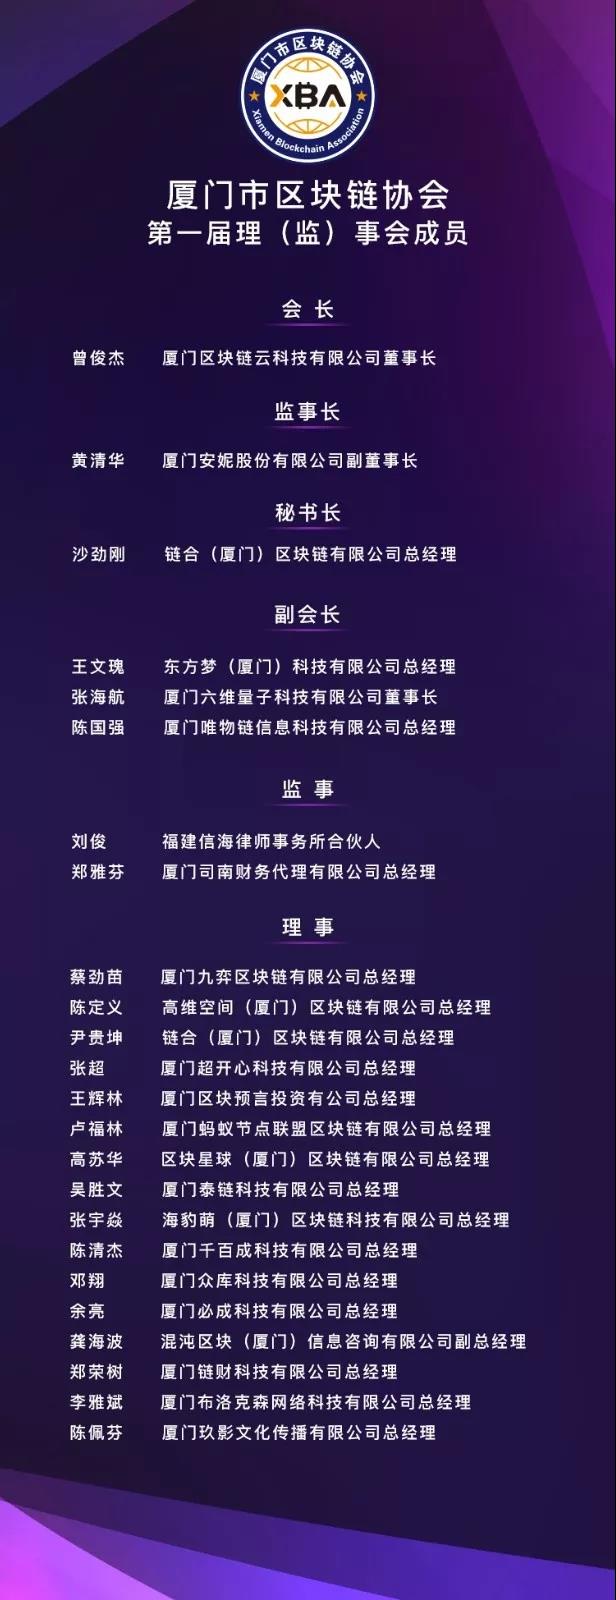 厦门市区块链协会
XBA
Xiamen Blockchain Association
厦门市区块链协会
第一届理（监）事会成员
会 长
曾俊杰 厦门区块链云科技有限公司董事长
监事长
黄清华 厦门安妮股份有限公司副董事长
秘书长
沙劲刚 链合（厦门）区块链有限公司总经理
副会长
王文瑰 东方梦（厦门）科技有限公司总经理
张海航 厦门六维量子科技有限公司董事长
陈国强 厦门唯物链信息科技有限公司总经理
监 事
刘俊 福建信海律师事务所合伙人
郑雅芬 厦门司南财务代理有限公司总经理
理 事
蔡劲苗 厦门九弈区块链有限公司总经理
陈定义 高维空间（厦门）区块链有限公司总经理
尹贵坤 链合（厦门）区块链有限公司总经理
张超 厦门超开心科技有限公司总经理
王辉林 厦门区块预言投资有公司总经理
卢福林 厦门蚂蚁节点联盟区块链有限公司总经理
高苏华 区块星球（厦门）区块链有限公司总经理
吴胜文 厦门泰链科技有限公司总经理
张宇焱 海豹萌（厦门）区块链科技有限公司总经理
陈清杰 厦门千百成科技有限公司总经理
邓翔 厦门众库科技有限公司总经理
余亮 厦门必成科技有限公司总经理
龚海波 混沌区块（厦门）信息咨询有限公司副总经理
郑荣树 厦门链财科技有限公司总经理
李雅斌 厦门布洛克森网络科技有限公司总经理
陈佩芬 厦门玖影文化传播有限公司总经理